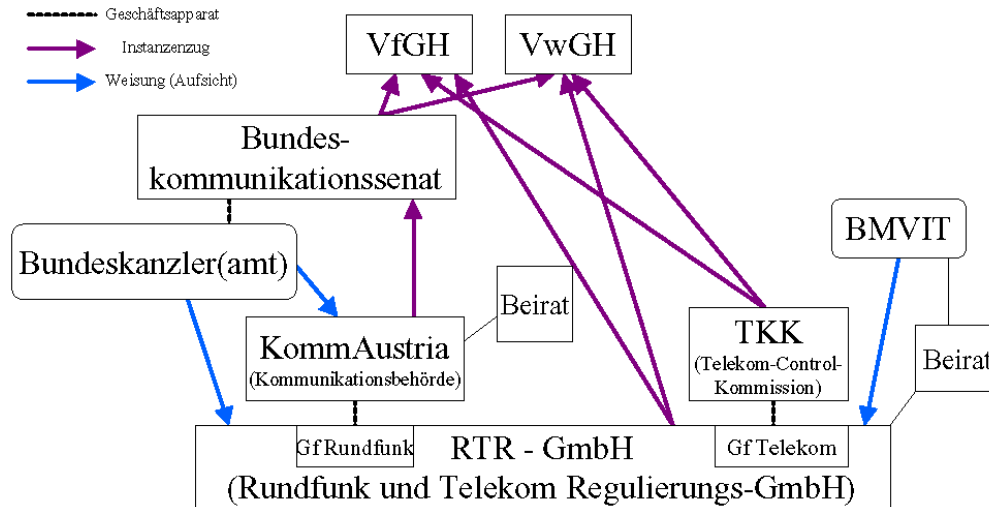 Geschäftsapparat
Instanzenzug
Weisung (Aufsicht)
VfGH
VwGH
Bundes-
kommunikationssenat
Bundeskanzler(amt)
BMVIT
Beirat
KommAustria
(Kommunikationsbehörde)
TKK
(Telekom-Control-
Kommission)
Beirat
Gf Rundfunk
RTR - GmbH
Gf Telekom
(Rundfunk und Telekom Regulierungs-GmbH)